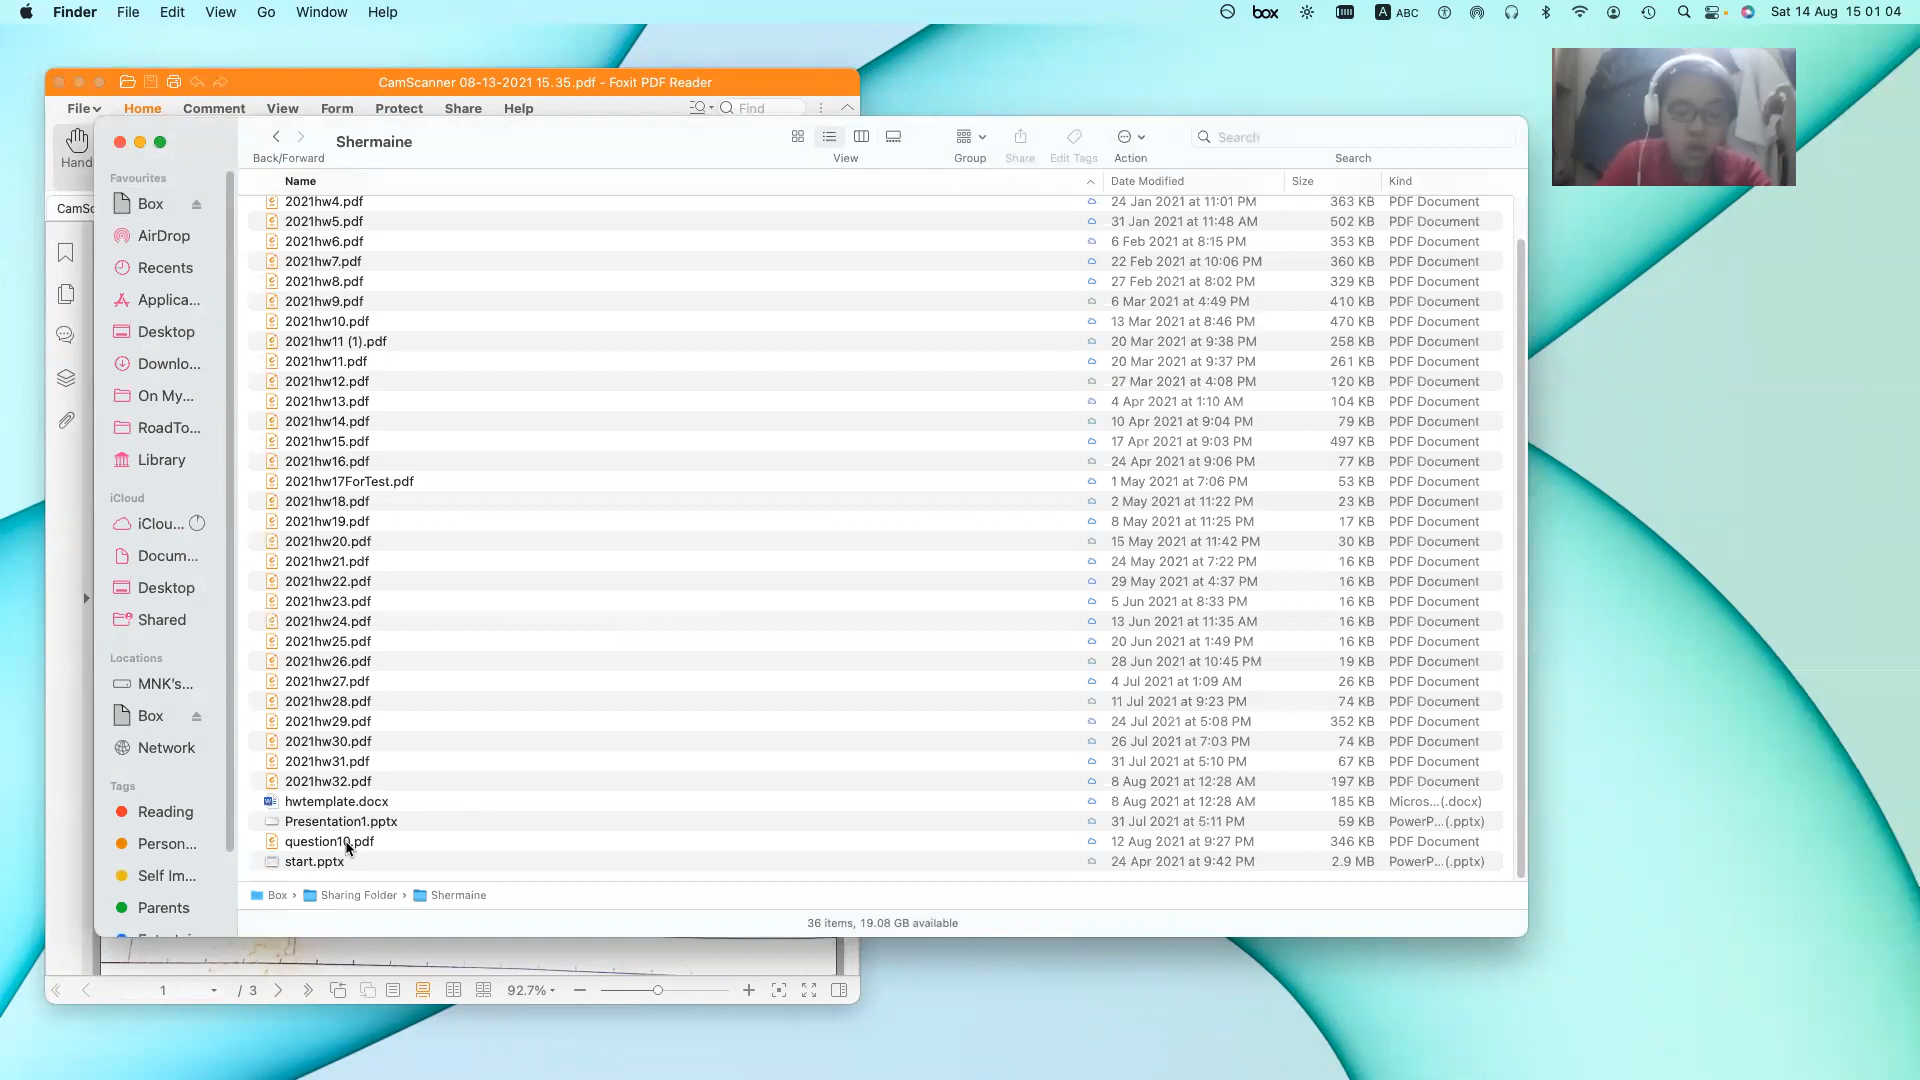 Finder File Edit View Go Window Help box A ABC Sat 14 Aug 15 01 04
CamScanner 08-13-2021 15.35.pdf - Foxit PDF Reader
File Home Comment View Form Protect Share Help Find
Hand
CamSc
Shermaine
Back/Forward View Group Share Edit Tags Action Search
Search
Favourites
Box
AirDrop
Recents
Applica...
Desktop
Downlo...
On My...
RoadTo...
Library
iCloud
iClou...
Docum...
Desktop
Shared
Locations
MNK's...
Box
Network
Tags
Reading
Person...
Self Im...
Parents
Name Date Modified Size Kind
2021hw4.pdf 24 Jan 2021 at 11:01 PM 363 KB PDF Document
2021hw5.pdf 31 Jan 2021 at 11:48 AM 502 KB PDF Document
2021hw6.pdf 6 Feb 2021 at 8:15 PM 353 KB PDF Document
2021hw7.pdf 22 Feb 2021 at 10:06 PM 360 KB PDF Document
2021hw8.pdf 27 Feb 2021 at 8:02 PM 329 KB PDF Document
2021hw9.pdf 6 Mar 2021 at 4:49 PM 410 KB PDF Document
2021hw10.pdf 13 Mar 2021 at 8:46 PM 470 KB PDF Document
2021hw11 (1).pdf 20 Mar 2021 at 9:38 PM 258 KB PDF Document
2021hw11.pdf 20 Mar 2021 at 9:37 PM 261 KB PDF Document
2021hw12.pdf 27 Mar 2021 at 4:08 PM 120 KB PDF Document
2021hw13.pdf 4 Apr 2021 at 1:10 AM 104 KB PDF Document
2021hw14.pdf 10 Apr 2021 at 9:04 PM 79 KB PDF Document
2021hw15.pdf 17 Apr 2021 at 9:03 PM 497 KB PDF Document
2021hw16.pdf 24 Apr 2021 at 9:06 PM 77 KB PDF Document
2021hw17ForTest.pdf 1 May 2021 at 7:06 PM 53 KB PDF Document
2021hw18.pdf 2 May 2021 at 11:22 PM 23 KB PDF Document
2021hw19.pdf 8 May 2021 at 11:25 PM 17 KB PDF Document
2021hw20.pdf 15 May 2021 at 11:42 PM 30 KB PDF Document
2021hw21.pdf 24 May 2021 at 7:22 PM 16 KB PDF Document
2021hw22.pdf 29 May 2021 at 4:37 PM 16 KB PDF Document
2021hw23.pdf 5 Jun 2021 at 8:33 PM 16 KB PDF Document
2021hw24.pdf 13 Jun 2021 at 11:35 AM 16 KB PDF Document
2021hw25.pdf 20 Jun 2021 at 1:49 PM 16 KB PDF Document
2021hw26.pdf 28 Jun 2021 at 10:45 PM 19 KB PDF Document
2021hw27.pdf 4 Jul 2021 at 1:09 AM 26 KB PDF Document
2021hw28.pdf 11 Jul 2021 at 9:23 PM 74 KB PDF Document
2021hw29.pdf 24 Jul 2021 at 5:08 PM 352 KB PDF Document
2021hw30.pdf 26 Jul 2021 at 7:03 PM 74 KB PDF Document
2021hw31.pdf 31 Jul 2021 at 5:10 PM 67 KB PDF Document
2021hw32.pdf 8 Aug 2021 at 12:28 AM 197 KB PDF Document
hwtemplate.docx 8 Aug 2021 at 12:28 AM 185 KB Micros...(.docx)
Presentation1.pptx 31 Jul 2021 at 5:11 PM 59 KB PowerP...(.pptx)
question10.pdf 12 Aug 2021 at 9:27 PM 346 KB PDF Document
start.pptx 24 Apr 2021 at 9:42 PM 2.9 MB PowerP...(.pptx)
Box › Sharing Folder › Shermaine
36 items, 19.08 GB available
1 / 3 92.7%